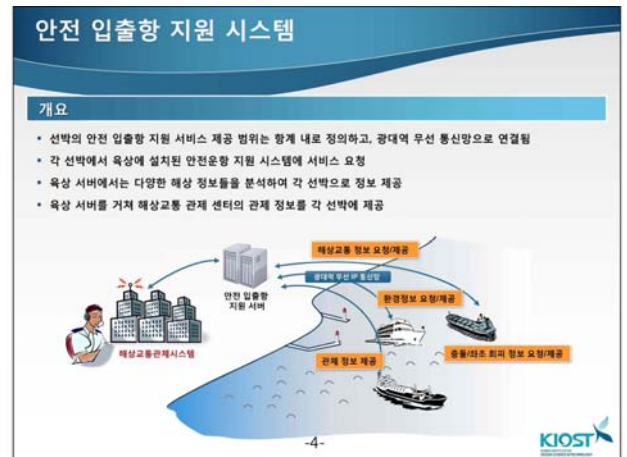 안전 입출항 지원 시스템
개요
▪ 선박의 안전 입출항 지원 서비스 제공 범위는 항계 내로 정의하고, 광대역 무선 통신망으로 연결됨
▪ 각 선박에서 육상에 설치된 안전운항 지원 시스템에 서비스 요청
▪ 육상 서버에서는 다양한 해상 정보들을 분석하여 각 선박으로 정보 제공
▪ 육상 서버를 거쳐 해상교통 관제 센터의 관제 정보를 각 선박에 제공
해상교통 정보 요청/제공
광대역 무선 IP 통신망
안전 입출항
지원 서버
환경정보 요청/제공
해상교통관제시스템
관제 정보 제공
충돌/좌초 회피 정보 요청/제공
-4-
KIOST